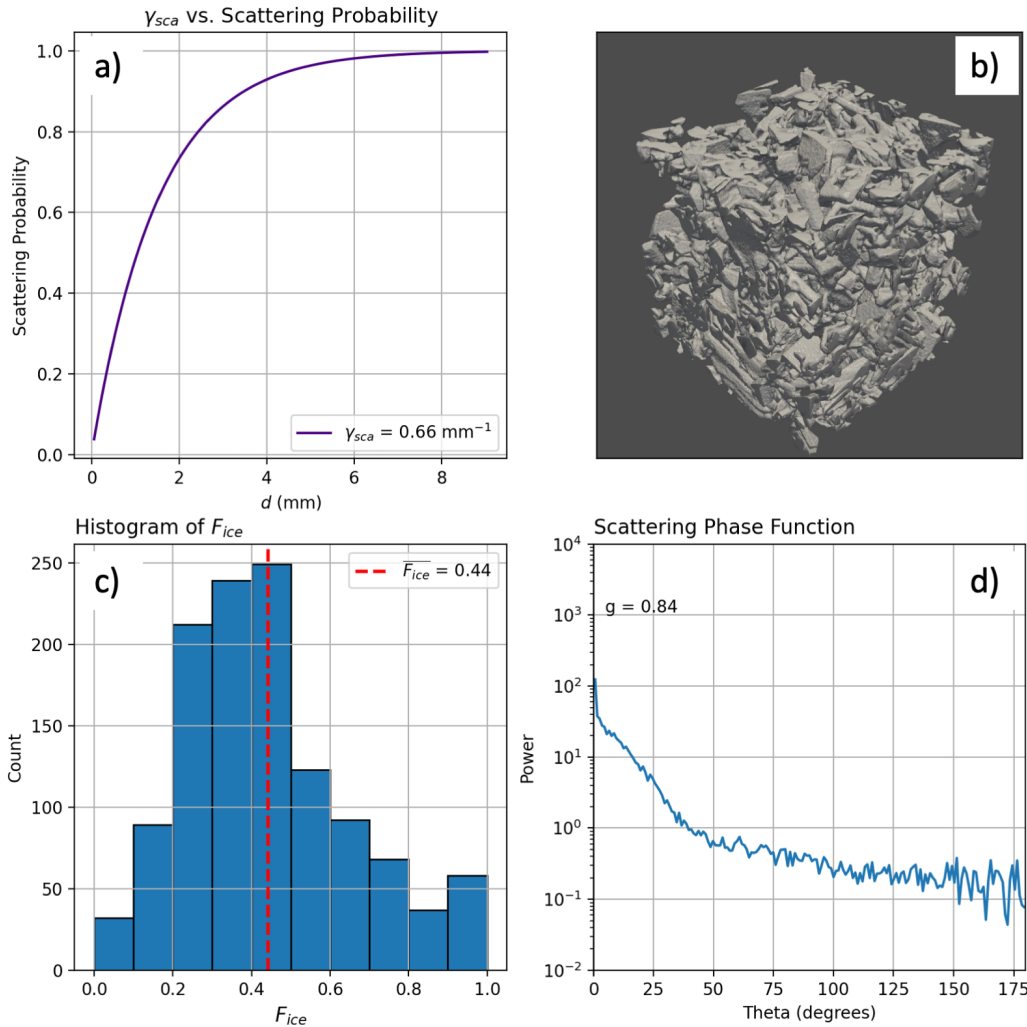 γsca vs. Scattering Probability
a)
1.0
0.8
0.6
0.4
0.2
0.0
Scattering Probability
γsca = 0.66 mm⁻¹
0 2 4 6 8
d (mm)
b)
Histogram of Fice
c)
250
200
150
100
50
0
Count
F̅ice = 0.44
0.0 0.2 0.4 0.6 0.8 1.0
Fice
Scattering Phase Function
d)
g = 0.84
10⁴
10³
10²
10¹
10⁰
10⁻¹
10⁻²
Power
0 25 50 75 100 125 150 175
Theta (degrees)